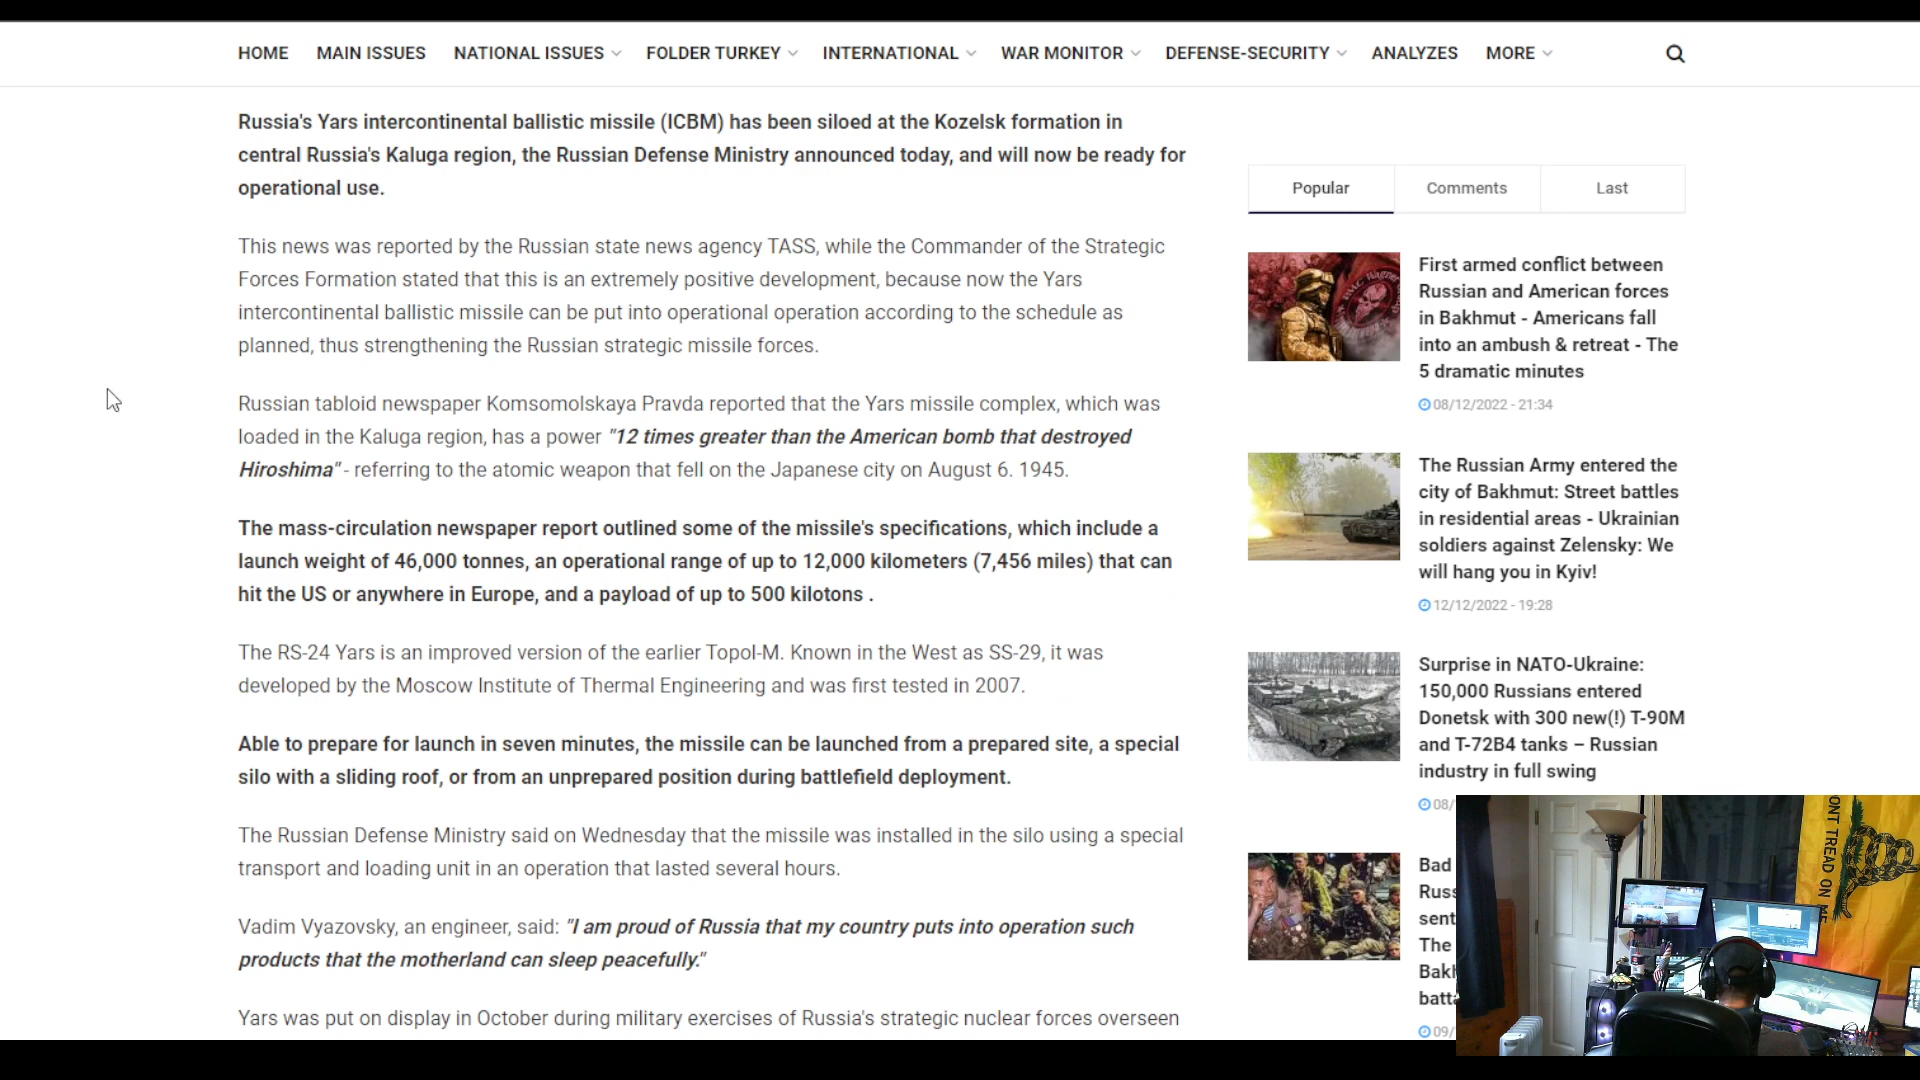 HOME MAIN ISSUES NATIONAL ISSUES FOLDER TURKEY INTERNATIONAL WAR MONITOR DEFENSE-SECURITY ANALYZES MORE
Russia's Yars intercontinental ballistic missile (ICBM) has been siloed at the Kozelsk formation in
central Russia's Kaluga region, the Russian Defense Ministry announced today, and will now be ready for
operational use.
This news was reported by the Russian state news agency TASS, while the Commander of the Strategic
Forces Formation stated that this is an extremely positive development, because now the Yars
intercontinental ballistic missile can be put into operational operation according to the schedule as
planned, thus strengthening the Russian strategic missile forces.
Russian tabloid newspaper Komsomolskaya Pravda reported that the Yars missile complex, which was
loaded in the Kaluga region, has a power "12 times greater than the American bomb that destroyed
Hiroshima"- referring to the atomic weapon that fell on the Japanese city on August 6. 1945.
The mass-circulation newspaper report outlined some of the missile's specifications, which include a
launch weight of 46,000 tonnes, an operational range of up to 12,000 kilometers (7,456 miles) that can
hit the US or anywhere in Europe, and a payload of up to 500 kilotons .
The RS-24 Yars is an improved version of the earlier Topol-M. Known in the West as SS-29, it was
developed by the Moscow Institute of Thermal Engineering and was first tested in 2007.
Able to prepare for launch in seven minutes, the missile can be launched from a prepared site, a special
silo with a sliding roof, or from an unprepared position during battlefield deployment.
The Russian Defense Ministry said on Wednesday that the missile was installed in the silo using a special
transport and loading unit in an operation that lasted several hours.
Vadim Vyazovsky, an engineer, said: "I am proud of Russia that my country puts into operation such
products that the motherland can sleep peacefully."
Yars was put on display in October during military exercises of Russia's strategic nuclear forces overseen
Popular Comments Last
First armed conflict between
Russian and American forces
in Bakhmut - Americans fall
into an ambush & retreat - The
5 dramatic minutes
08/12/2022 - 21:34
The Russian Army entered the
city of Bakhmut: Street battles
in residential areas - Ukrainian
soldiers against Zelensky: We
will hang you in Kyiv!
12/12/2022 - 19:28
Surprise in NATO-Ukraine:
150,000 Russians entered
Donetsk with 300 new(!) T-90M
and T-72B4 tanks – Russian
industry in full swing
08/
Bad
Russ
sent
The
Bakh
batta
09/
DONT TREAD ON ME